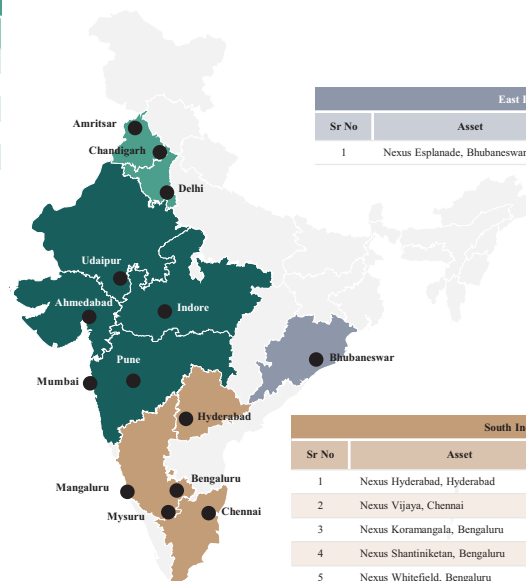 East I
Sr No Asset
1 Nexus Esplanade, Bhubaneswar
Amritsar
Chandigarh
Delhi
Udaipur
Ahmedabad
Indore
Pune
Mumbai
Bhubaneswar
Hyderabad
Mangaluru
Bengaluru
Mysuru
Chennai
South In
Sr No Asset
1 Nexus Hyderabad, Hyderabad
2 Nexus Vijaya, Chennai
3 Nexus Koramangala, Bengaluru
4 Nexus Shantiniketan, Bengaluru
5 Nexus Whitefield, Bengaluru